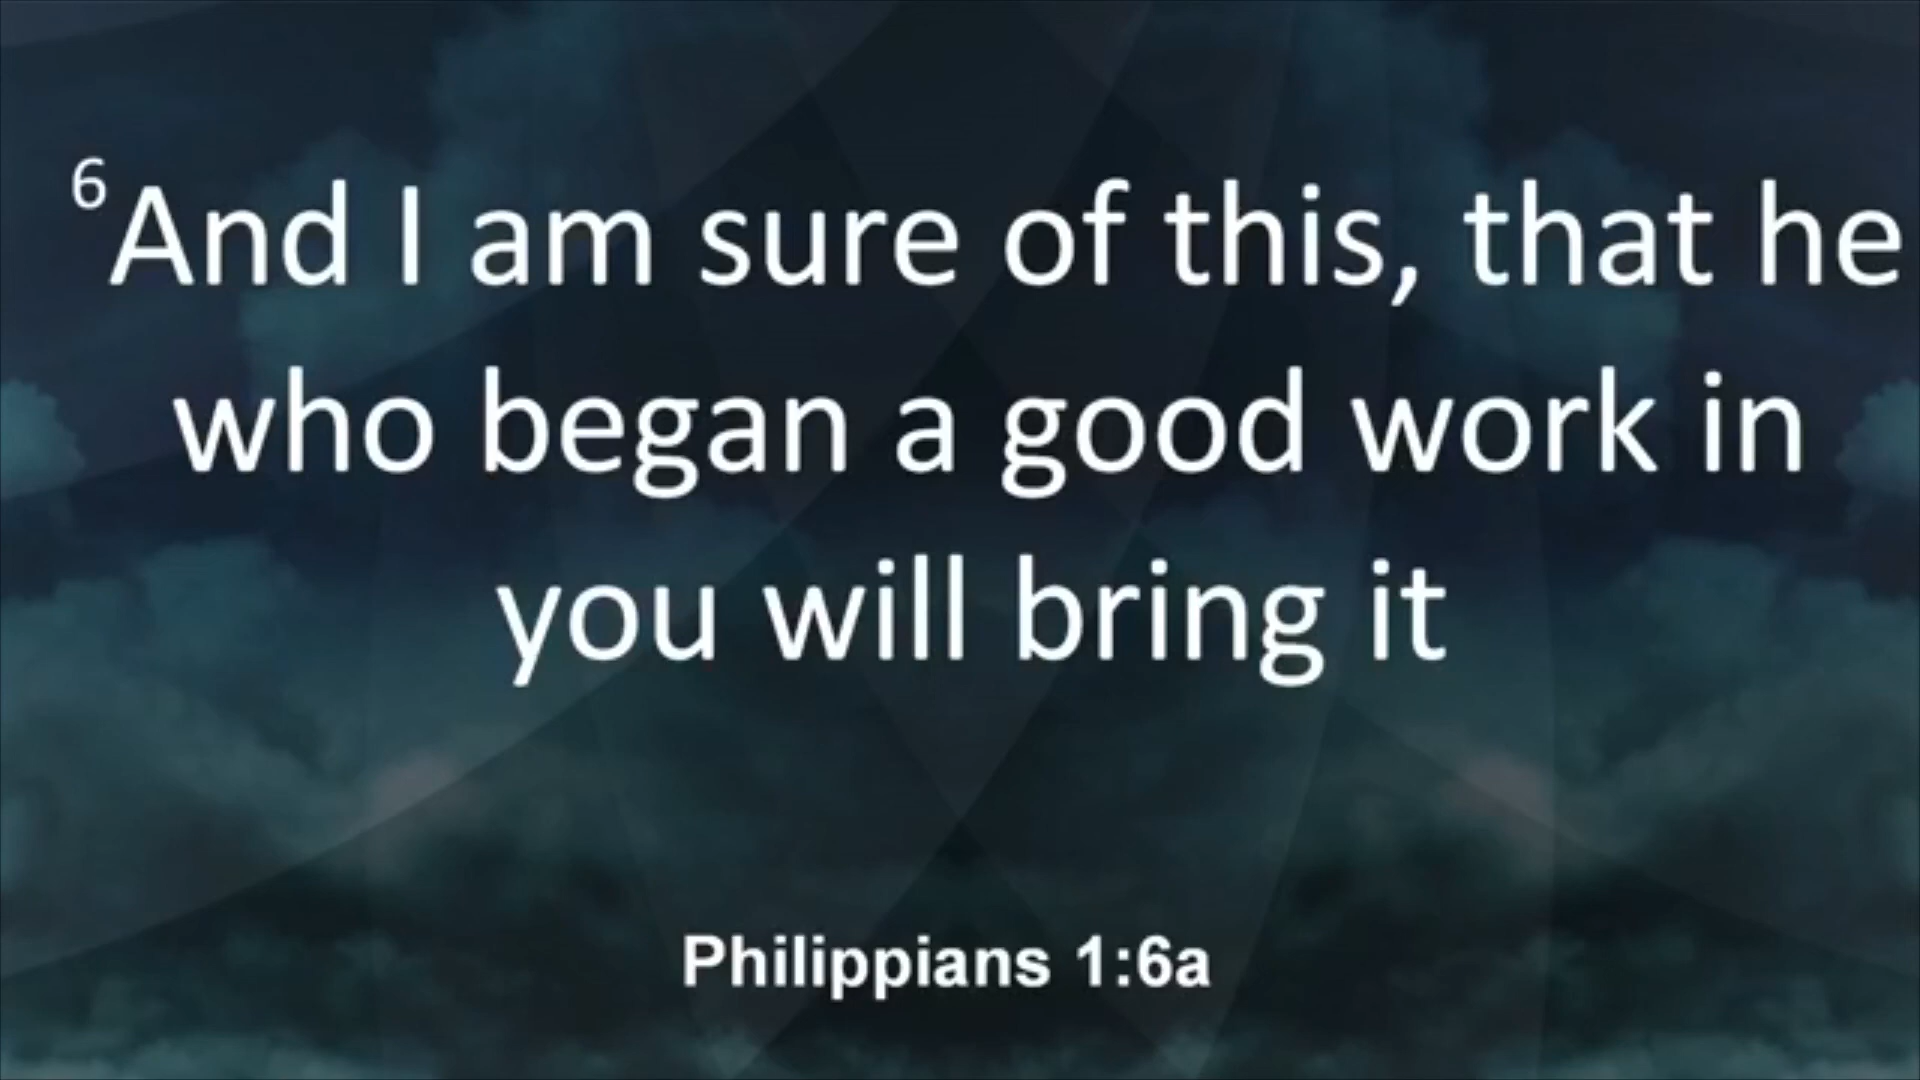 ⁶And I am sure of this, that he
who began a good work in
you will bring it
Philippians 1:6a